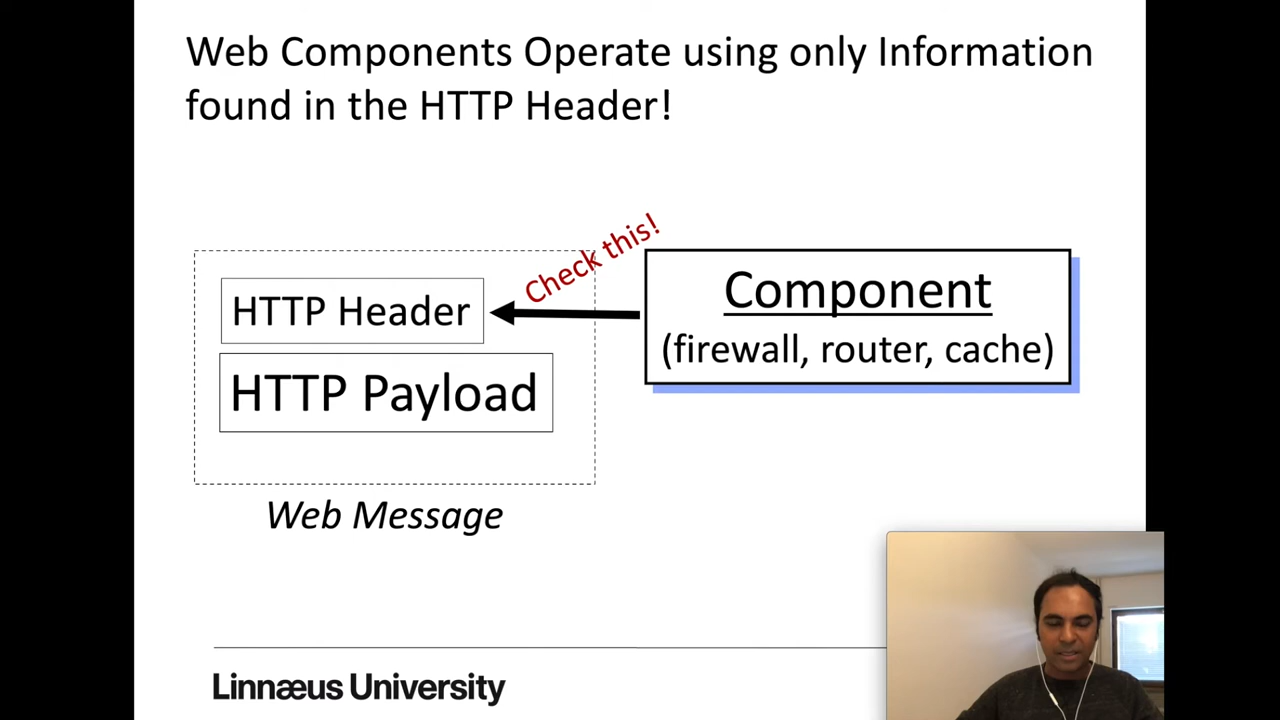 Web Components Operate using only Information
found in the HTTP Header!
Check this!
HTTP Header
HTTP Payload
Web Message
Component
(firewall, router, cache)
Linnæus University